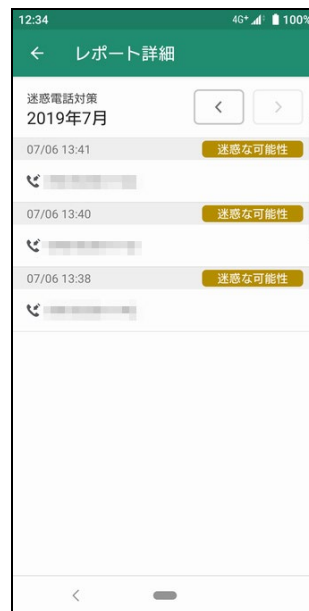 12:34 4G+ 100%
レポート詳細
迷惑電話対策
2019年7月
07/06 13:41 迷惑な可能性
07/06 13:40 迷惑な可能性
07/06 13:38 迷惑な可能性